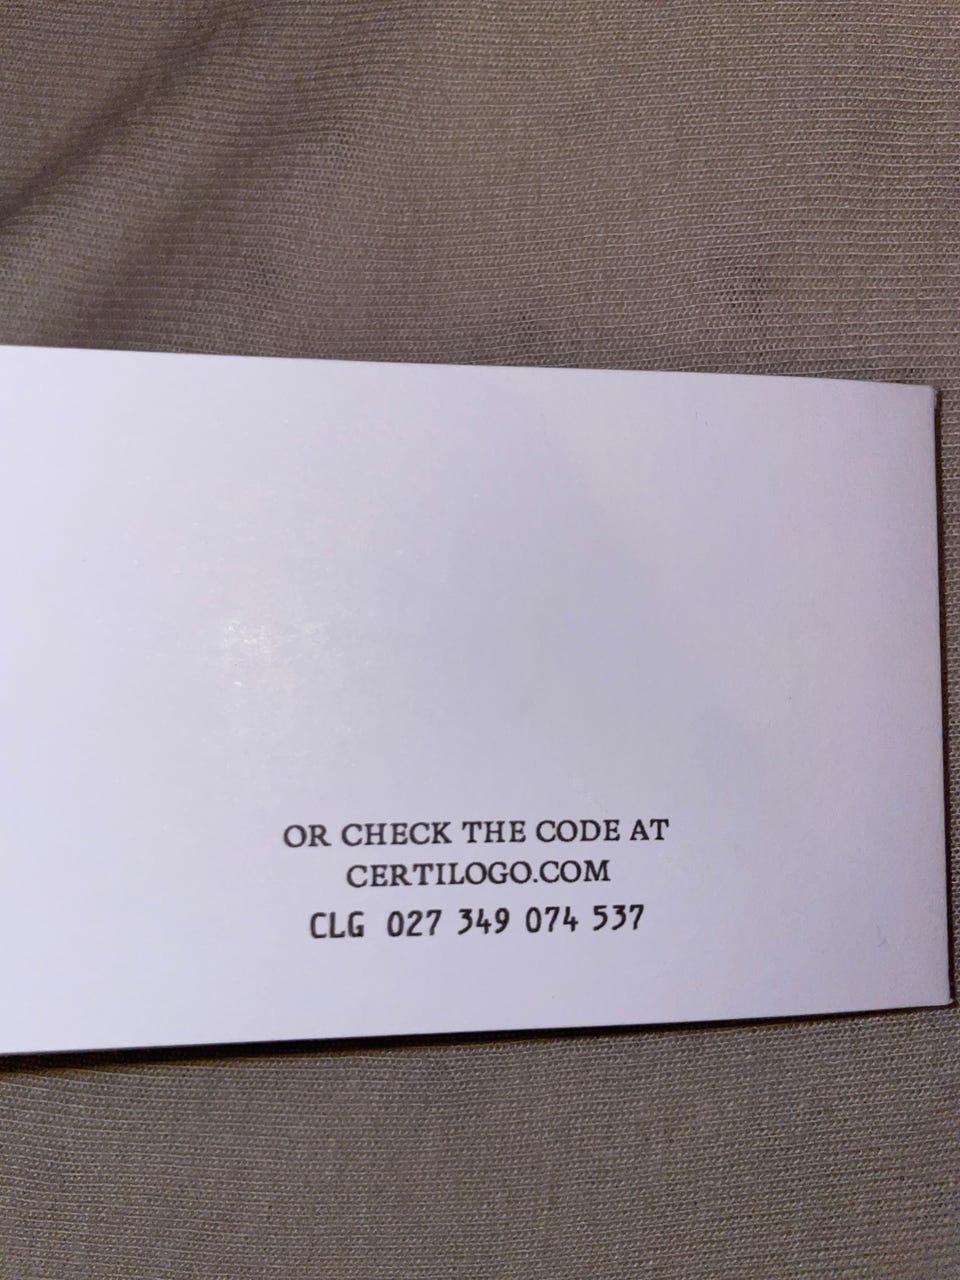 OR CHECK THE CODE AT
CERTILOGO.COM
CLG 027 349 074 537